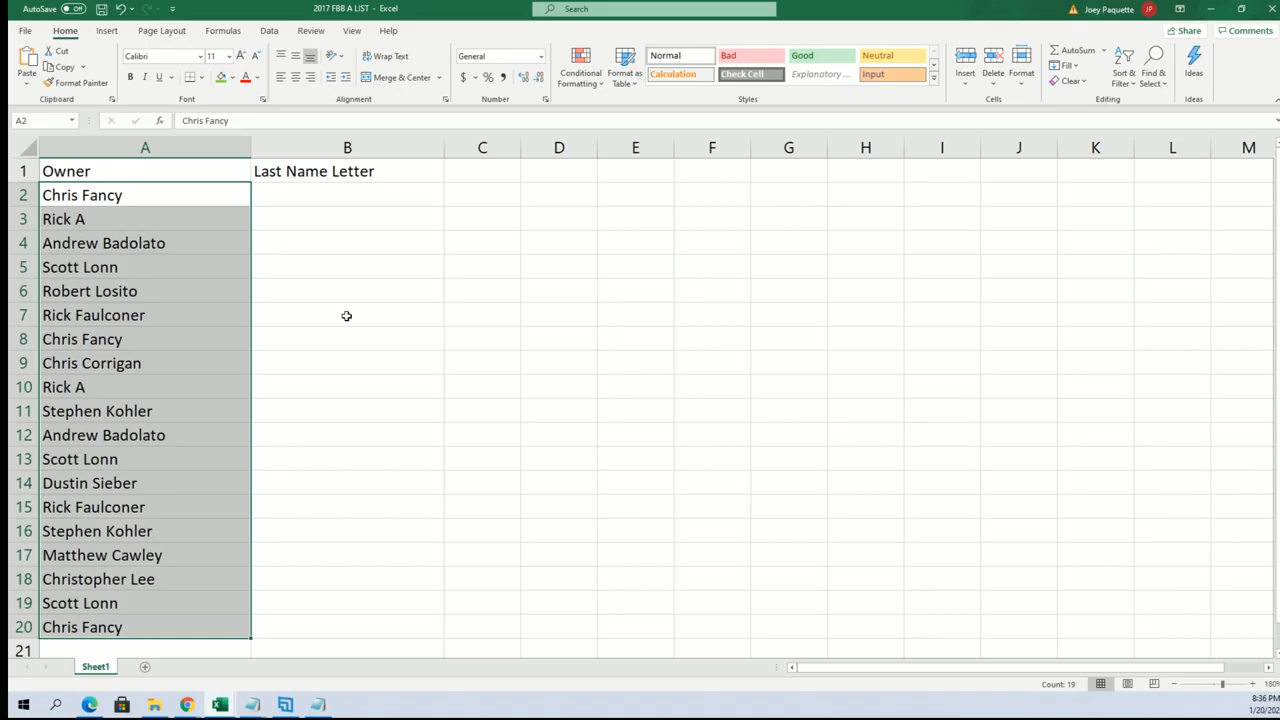 AutoSave Off 2017 FBB A LIST - Excel Search Joey Paquette JP
File Home Insert Page Layout Formulas Data Review View Help Share Comments
Paste Cut Copy Format Painter Clipboard
Calibri 11 A A B I U A Font
Wrap Text Merge & Center Alignment
General $ % , Number
Conditional Formatting Format as Table
Normal Bad Good Neutral
Calculation Check Cell Explanatory ... Input
Styles
Insert Delete Format Cells
AutoSum Fill Clear Sort & Filter Find & Select Editing
Ideas Ideas
A2 fx Chris Fancy
A B C D E F G H I J K L M
1 Owner Last Name Letter
2 Chris Fancy
3 Rick A
4 Andrew Badolato
5 Scott Lonn
6 Robert Losito
7 Rick Faulconer
8 Chris Fancy
9 Chris Corrigan
10 Rick A
11 Stephen Kohler
12 Andrew Badolato
13 Scott Lonn
14 Dustin Sieber
15 Rick Faulconer
16 Stephen Kohler
17 Matthew Cawley
18 Christopher Lee
19 Scott Lonn
20 Chris Fancy
21
Sheet1
Count: 19
8:36 PM